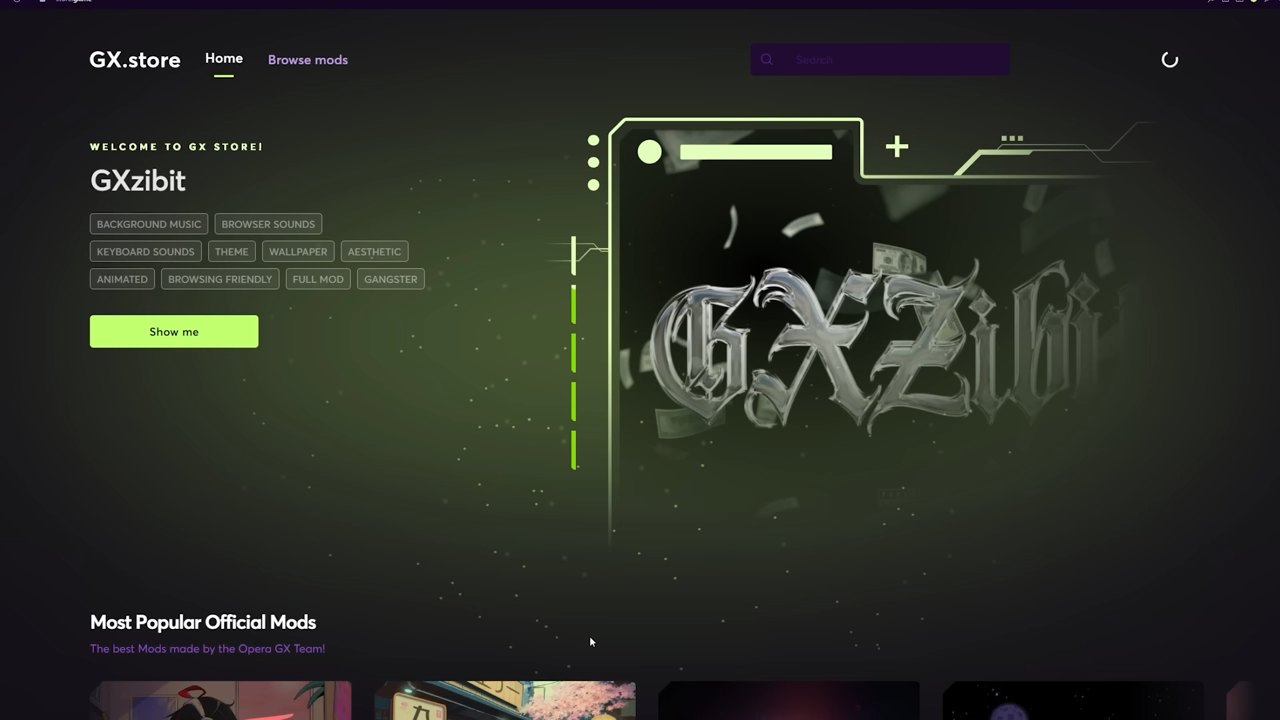 GX.store
Home
Browse mods
Search
WELCOME TO GX STORE!
GXzibit
BACKGROUND MUSIC
BROWSER SOUNDS
KEYBOARD SOUNDS
THEME
WALLPAPER
AESTHETIC
ANIMATED
BROWSING FRIENDLY
FULL MOD
GANGSTER
Show me
GXZibi
Most Popular Official Mods
The best Mods made by the Opera GX Team!